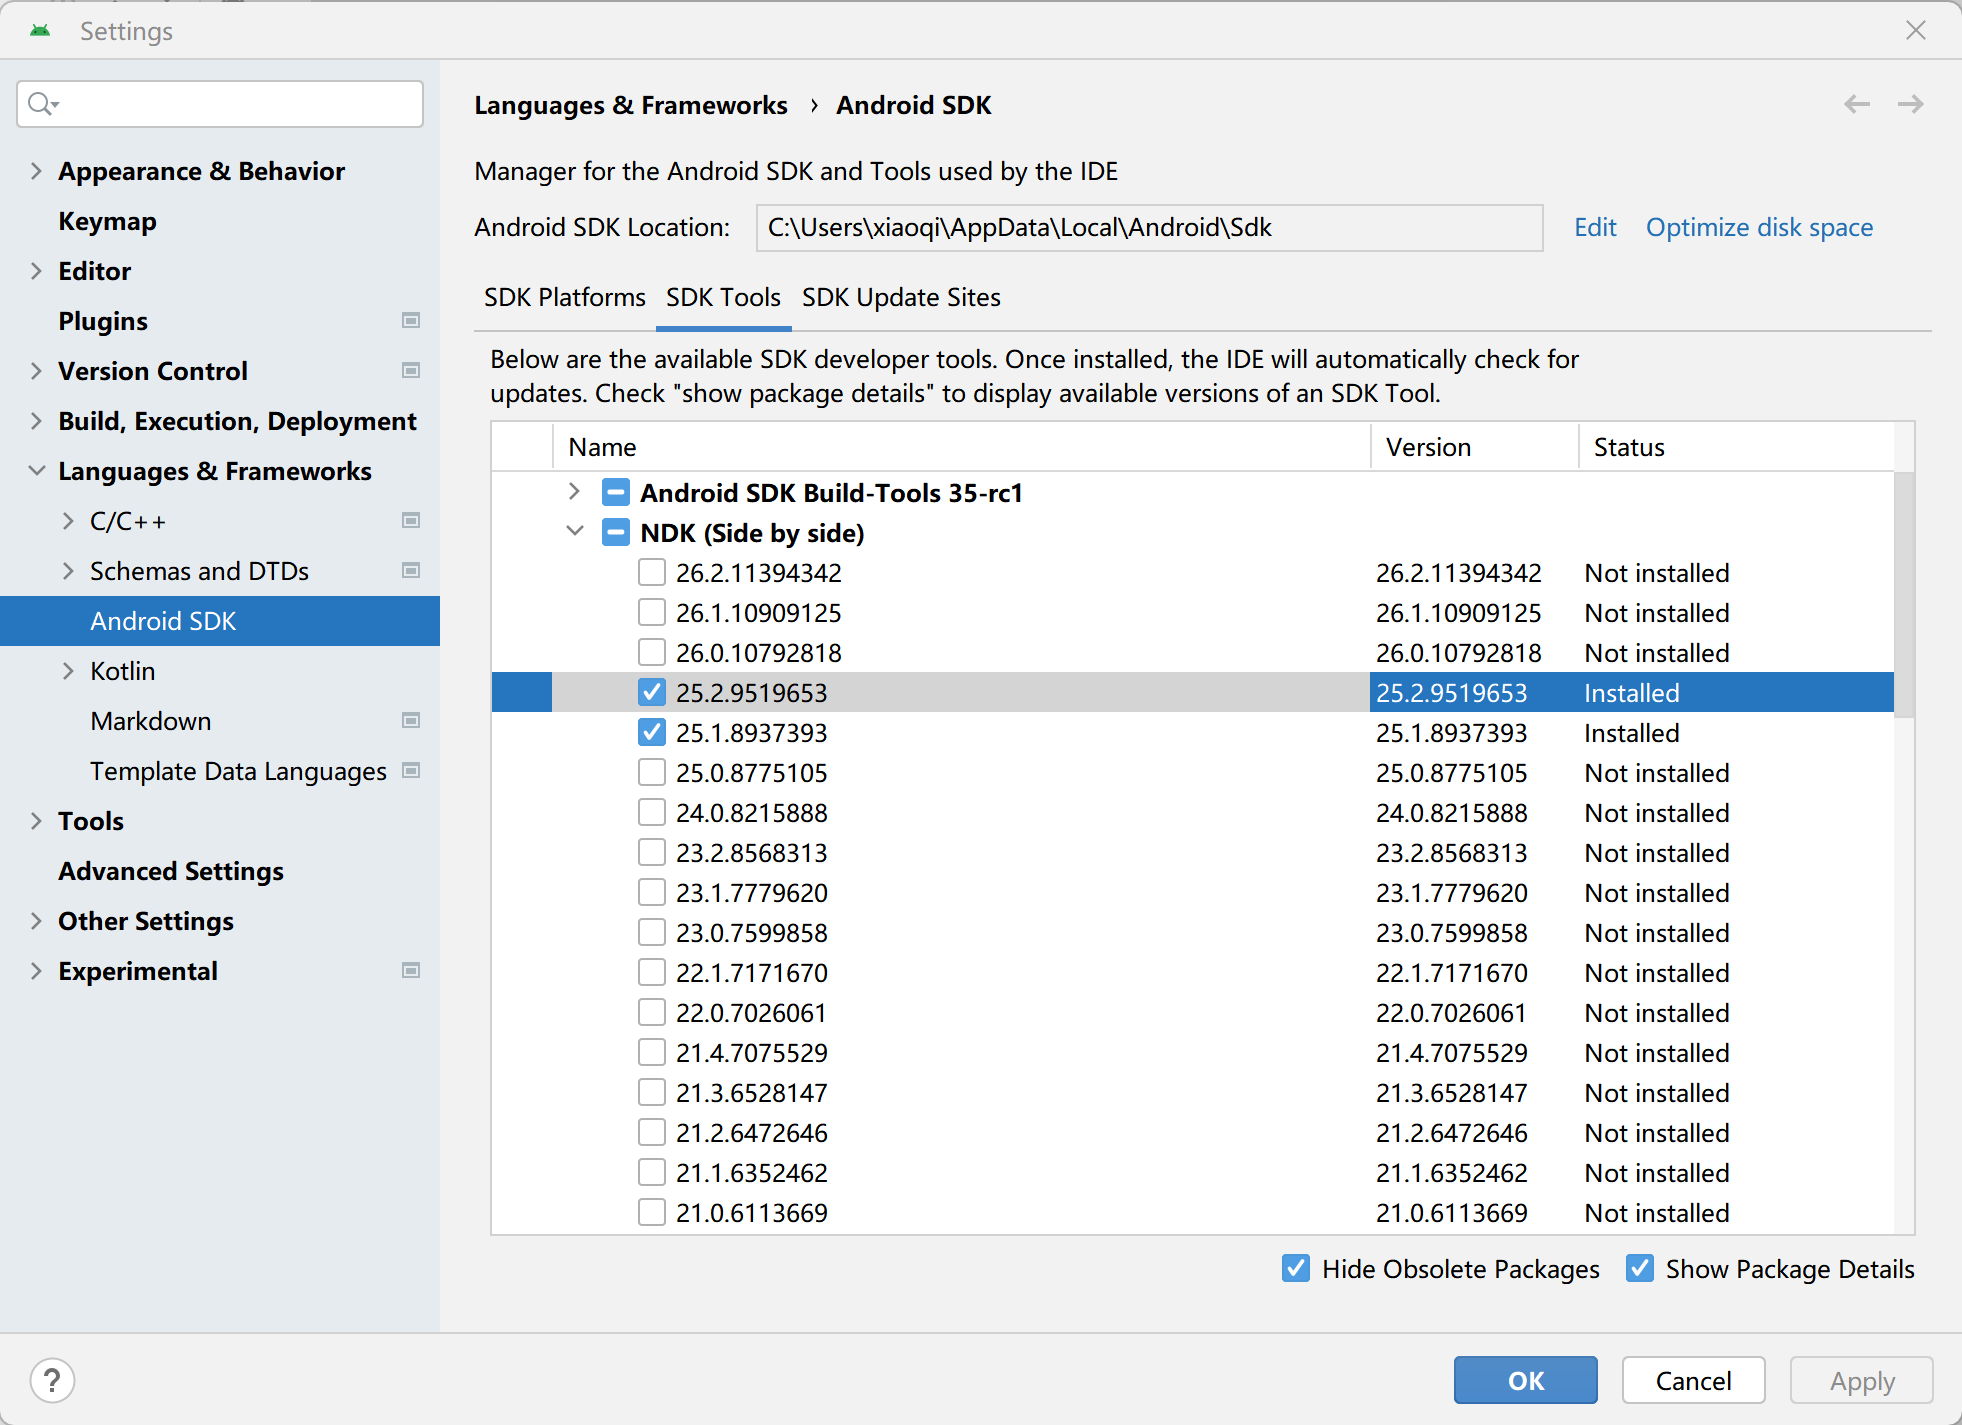 Settings
Languages & Frameworks › Android SDK
Appearance & Behavior
Keymap
Editor
Plugins
Version Control
Build, Execution, Deployment
Languages & Frameworks
C/C++
Schemas and DTDs
Android SDK
Kotlin
Markdown
Template Data Languages
Tools
Advanced Settings
Other Settings
Experimental
Manager for the Android SDK and Tools used by the IDE
Android SDK Location: C:\Users\xiaoqi\AppData\Local\Android\Sdk Edit Optimize disk space
SDK Platforms SDK Tools SDK Update Sites
Below are the available SDK developer tools. Once installed, the IDE will automatically check for
updates. Check "show package details" to display available versions of an SDK Tool.
Name Version Status
Android SDK Build-Tools 35-rc1
NDK (Side by side)
26.2.11394342 26.2.11394342 Not installed
26.1.10909125 26.1.10909125 Not installed
26.0.10792818 26.0.10792818 Not installed
25.2.9519653 25.2.9519653 Installed
25.1.8937393 25.1.8937393 Installed
25.0.8775105 25.0.8775105 Not installed
24.0.8215888 24.0.8215888 Not installed
23.2.8568313 23.2.8568313 Not installed
23.1.7779620 23.1.7779620 Not installed
23.0.7599858 23.0.7599858 Not installed
22.1.7171670 22.1.7171670 Not installed
22.0.7026061 22.0.7026061 Not installed
21.4.7075529 21.4.7075529 Not installed
21.3.6528147 21.3.6528147 Not installed
21.2.6472646 21.2.6472646 Not installed
21.1.6352462 21.1.6352462 Not installed
21.0.6113669 21.0.6113669 Not installed
Hide Obsolete Packages Show Package Details
? OK Cancel Apply